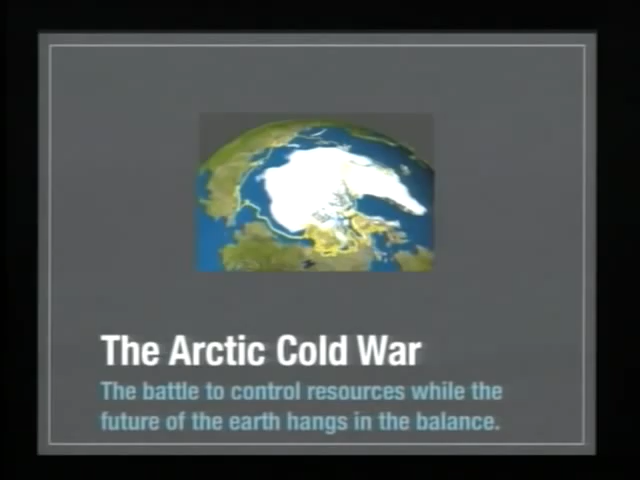 The Arctic Cold War
The battle to control resources while the
future of the earth hangs in the balance.